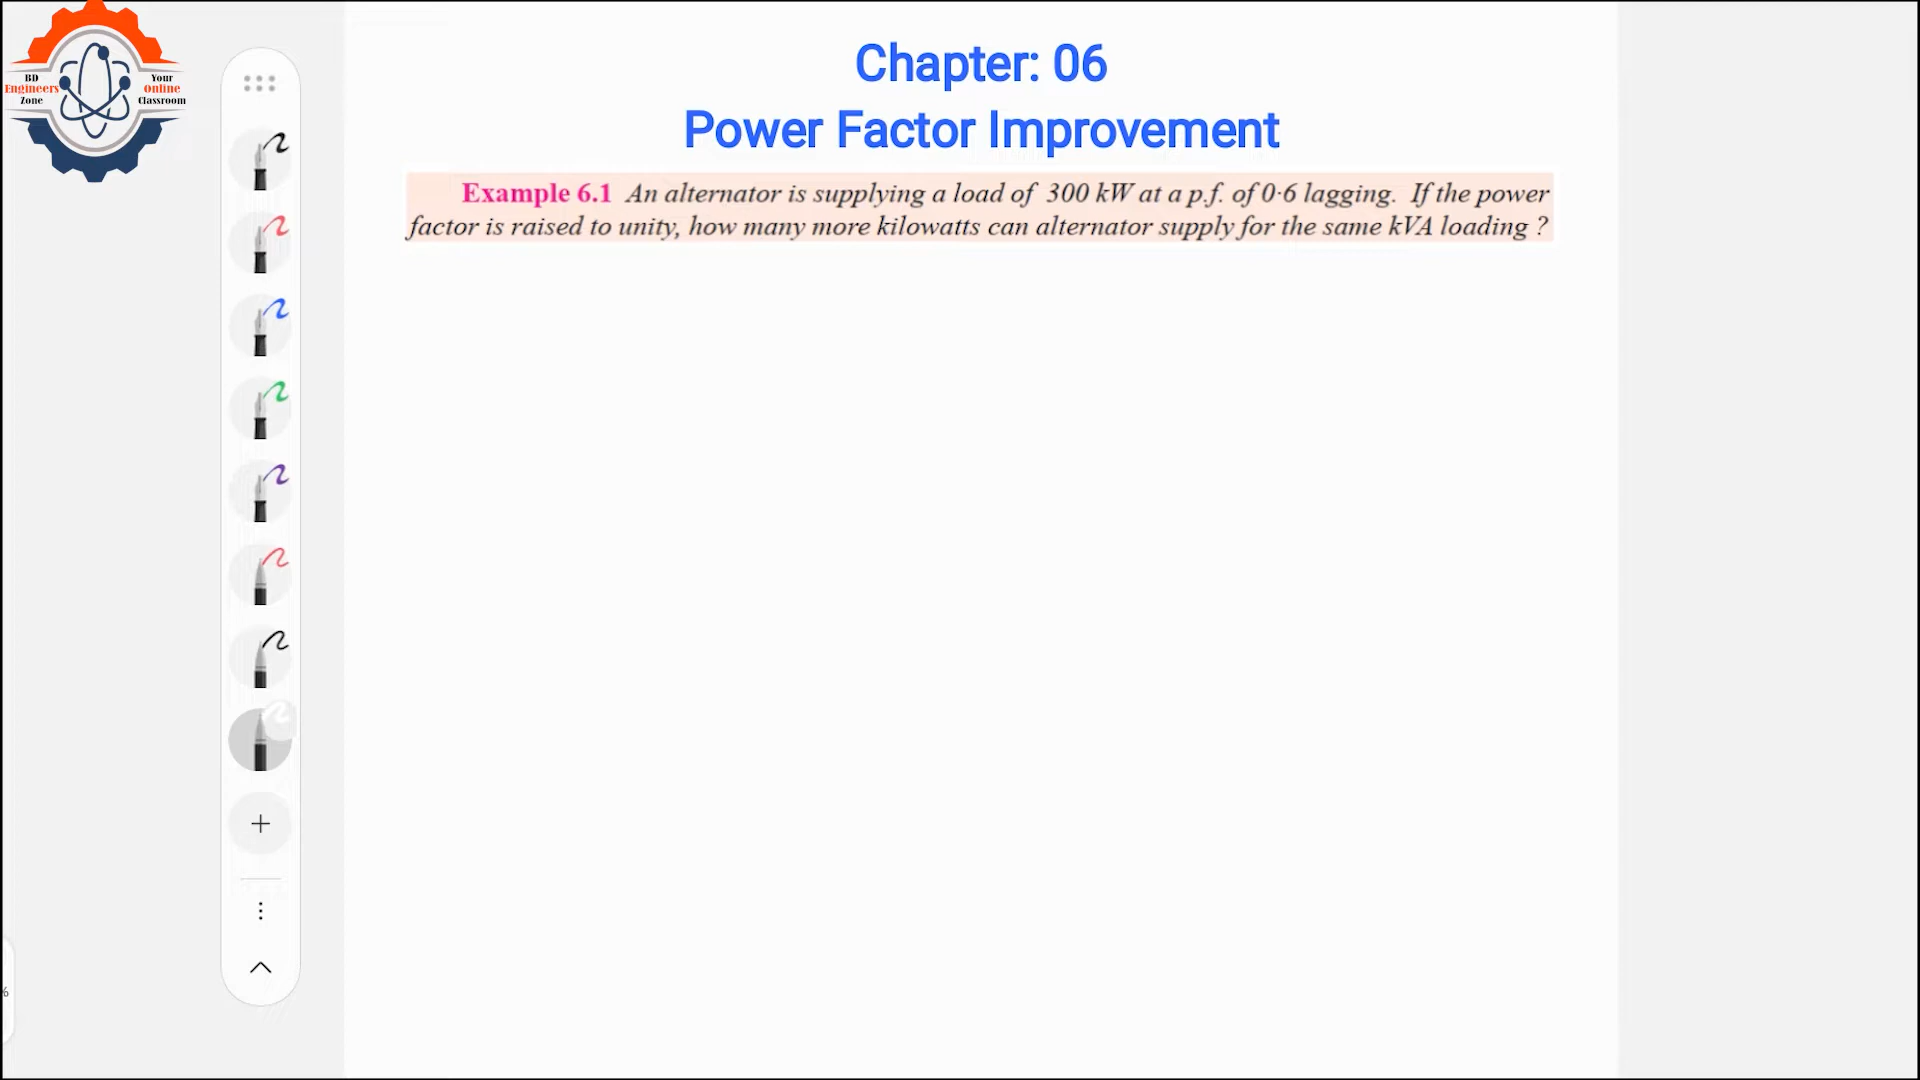 BD
Engineers
Zone
Your
Online
Classroom
Chapter: 06
Power Factor Improvement
Example 6.1 An alternator is supplying a load of 300 kW at a p.f. of 0·6 lagging. If the power
factor is raised to unity, how many more kilowatts can alternator supply for the same kVA loading ?
%